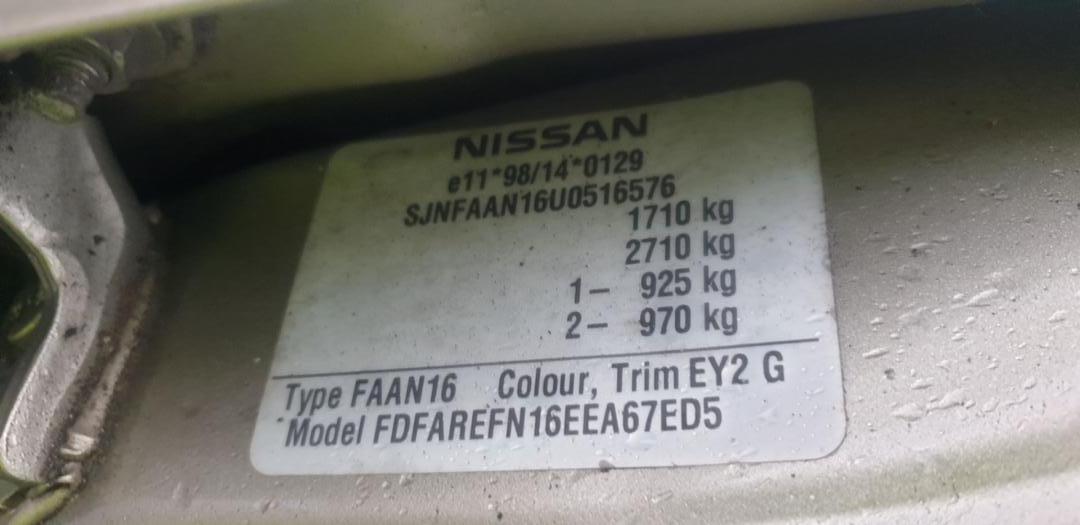 NISSAN
e11*98/14*0129
SJNFAAN16U0516576
1710 kg
2710 kg
1– 925 kg
2– 970 kg
Type FAAN16 Colour, Trim EY2 G
Model FDFAREFN16EEA67ED5